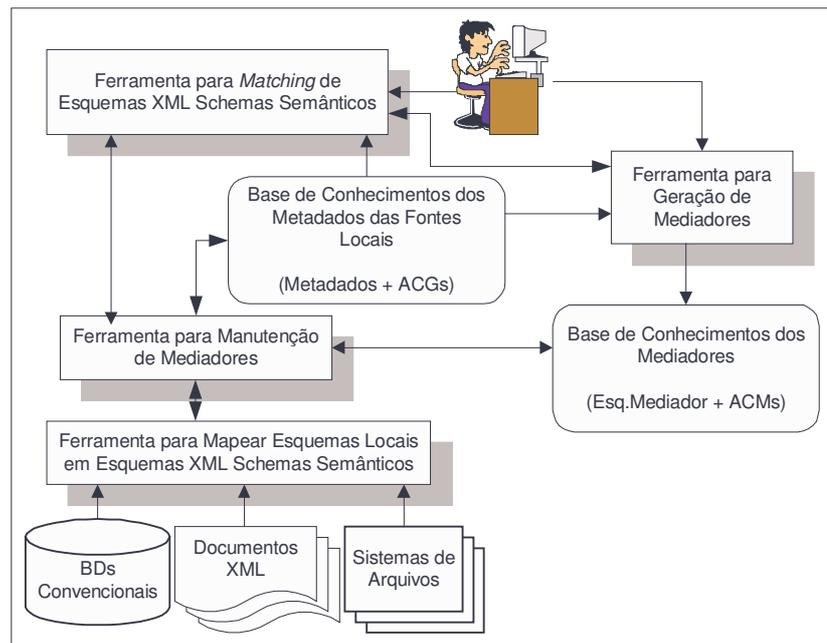 Ferramenta para Matching de
Esquemas XML Schemas Semânticos
Ferramenta para
Geração de
Mediadores
Base de Conhecimentos dos
Metadados das Fontes
Locais
(Metadados + ACGs)
Ferramenta para Manutenção
de Mediadores
Base de Conhecimentos dos
Mediadores
(Esq.Mediador + ACMs)
Ferramenta para Mapear Esquemas Locais
em Esquemas XML Schemas Semânticos
BDs
Convencionais
Documentos
XML
Sistemas de
Arquivos